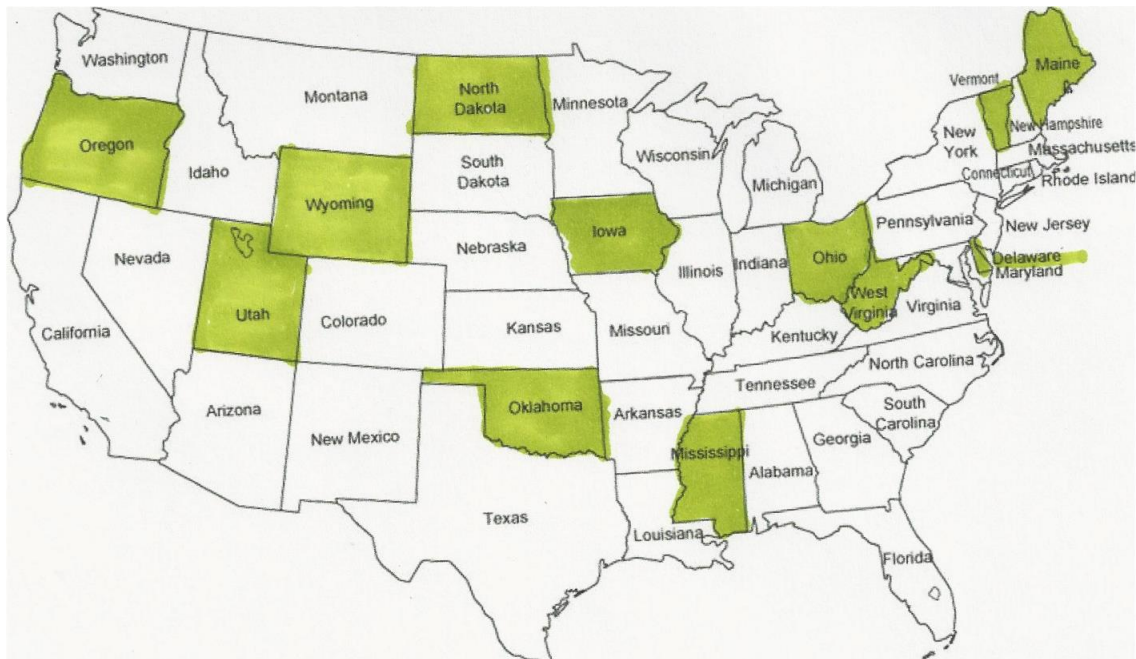 Washington
Montana
North
Dakota
Minnesota
Vermont
Maine
Oregon
Idaho
Wyoming
South
Dakota
Wisconsin
Michigan
New
York
New Hampshire
Massachusetts
Connecticut
Rhode Island
Nevada
Utah
Colorado
Nebraska
Iowa
Illinois
Indiana
Ohio
Pennsylvania
New Jersey
Delaware
Maryland
West
Virginia
Virginia
California
Kansas
Missouri
Kentucky
Arizona
New Mexico
Oklahoma
Arkansas
Tennessee
North Carolina
South
Carolina
Texas
Louisiana
Mississippi
Alabama
Georgia
Florida